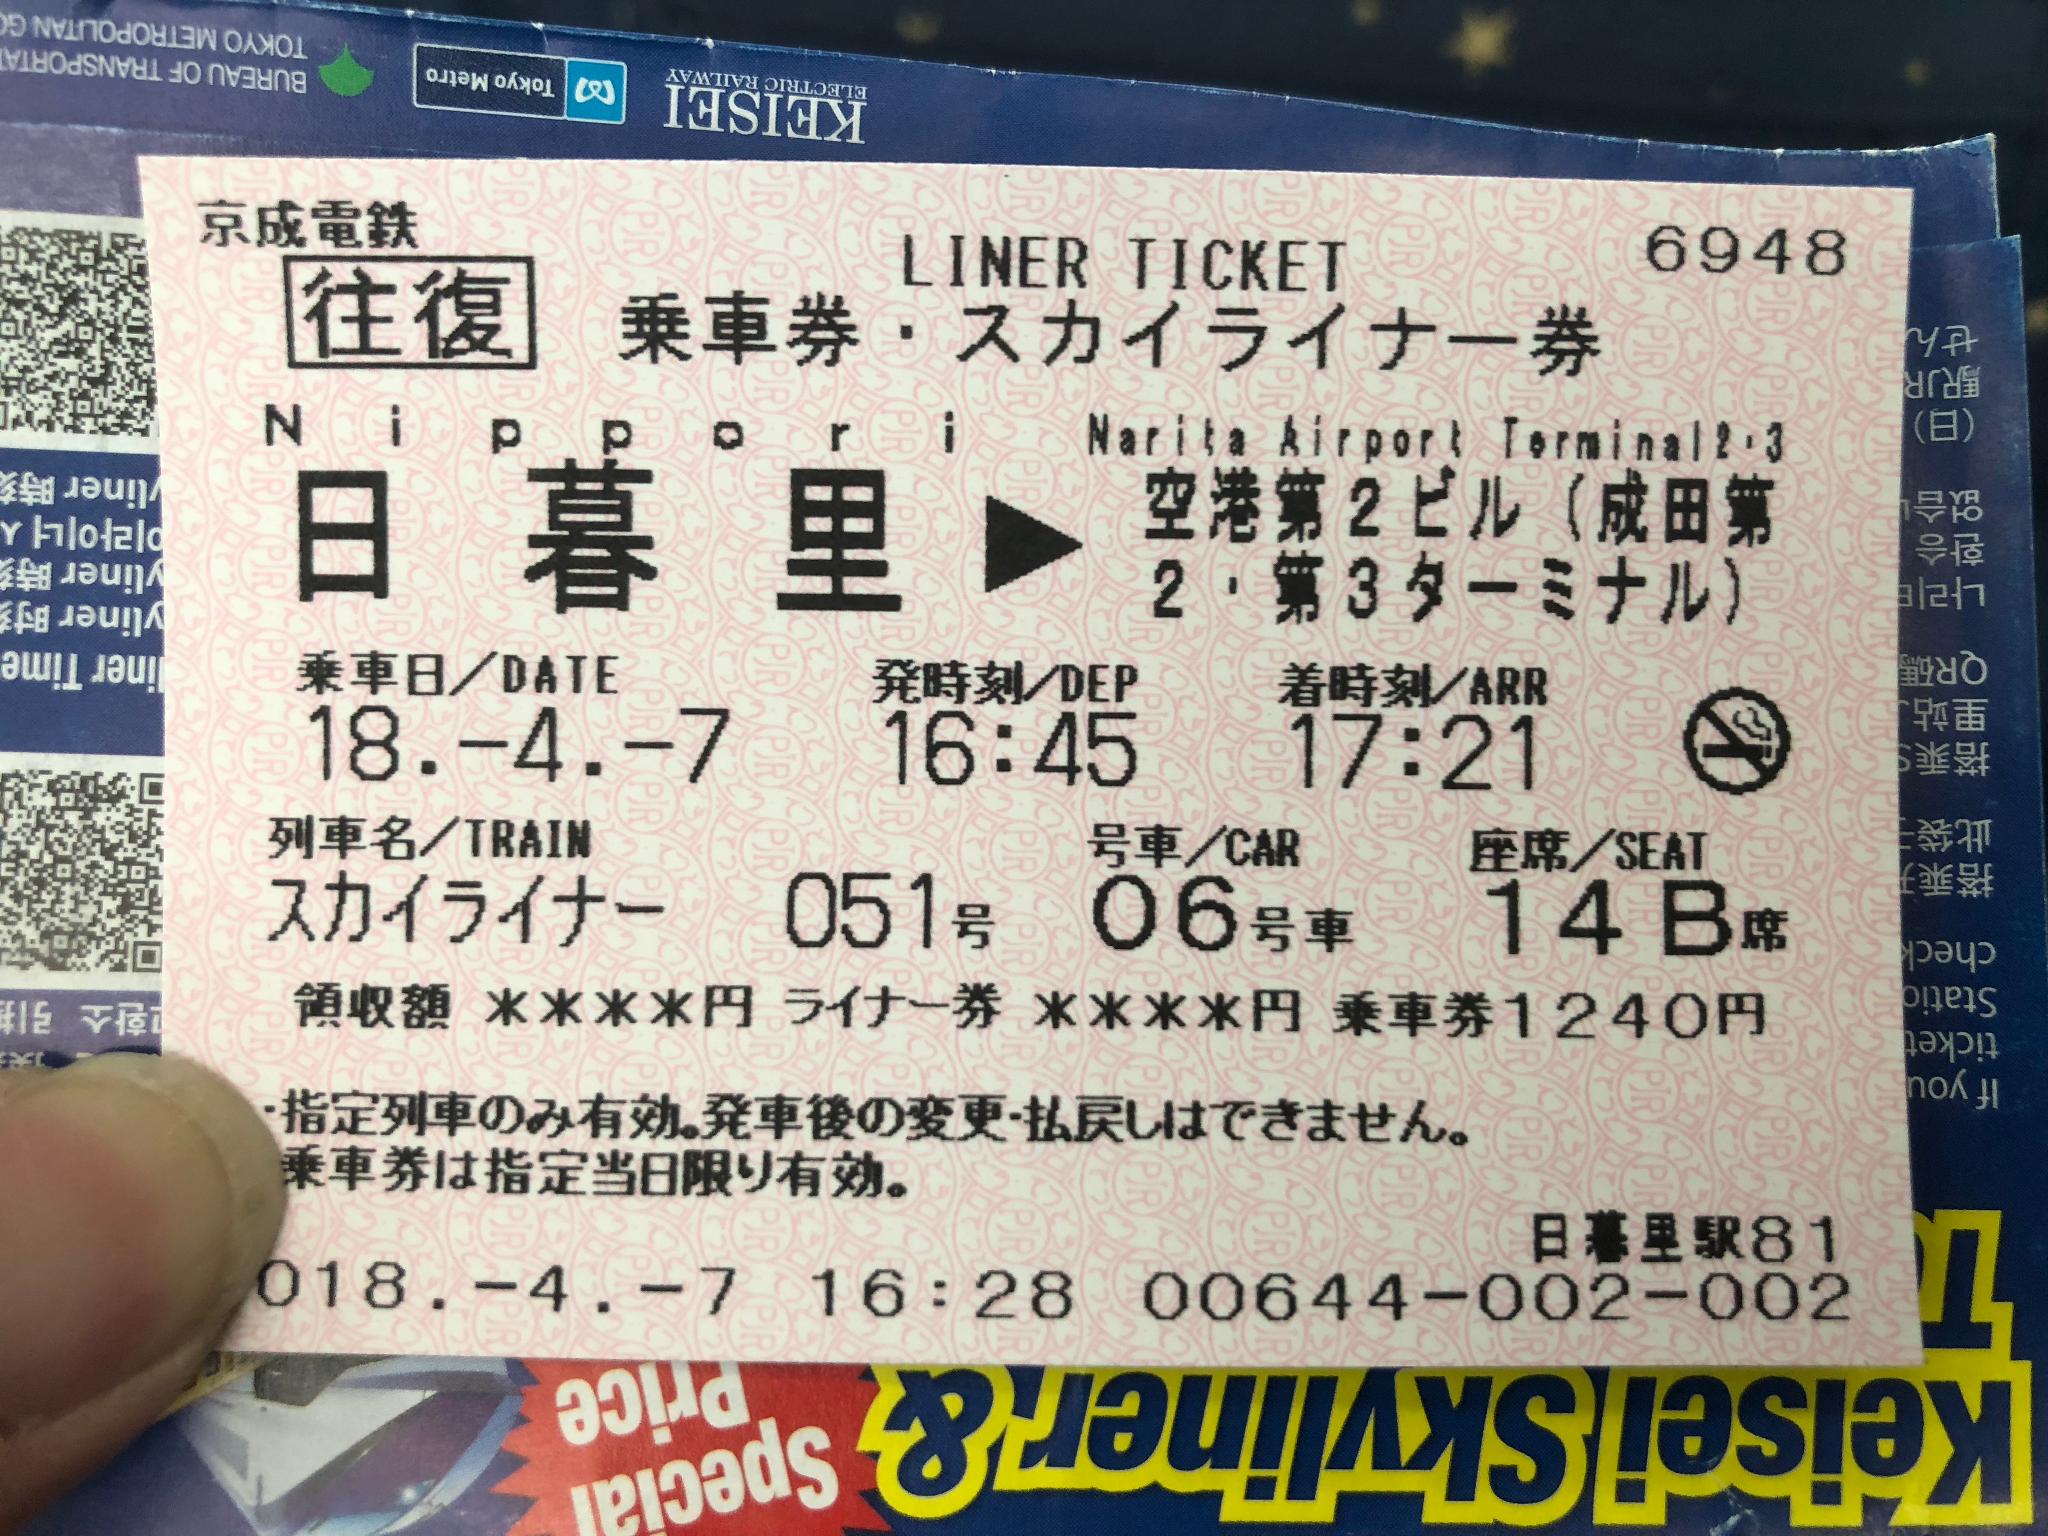 京成電鉄
LINER TICKET
6948
往復
乗車券・スカイライナー券
Nippori
Narita Airport Terminal2・3
日暮里▶空港第2ビル（成田第
2・第3ターミナル）
乗車日／DATE
発時刻／DEP
着時刻／ARR
18.-4.-7
16:45
17:21
列車名／TRAIN
号車／CAR
座席／SEAT
スカイライナー 051号
06号車
14 B席
領収額 ****円 ライナー券 ****円 乗車券1240円
・指定列車のみ有効。発車後の変更・払戻しはできません。
乗車券は指定当日限り有効。
日暮里駅81
018.-4.-7 16:28 00644-002-002
KEISEI
ELECTRIC RAILWAY
Tokyo Metro
BUREAU OF
TOKYO METROPOLITAN
Keisei Skyliner &
Special
Price
If you
ticket
check